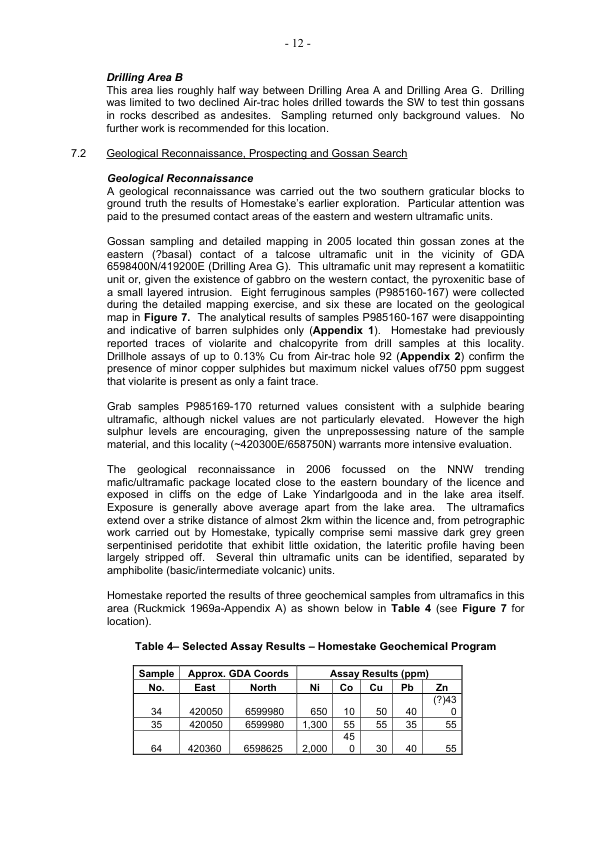 - 12 -
Drilling Area B
This area lies roughly half way between Drilling Area A and Drilling Area G. Drilling
was limited to two declined Air-trac holes drilled towards the SW to test thin gossans
in rocks described as andesites. Sampling returned only background values. No
further work is recommended for this location.
7.2 Geological Reconnaissance, Prospecting and Gossan Search
Geological Reconnaissance
A geological reconnaissance was carried out the two southern graticular blocks to
ground truth the results of Homestake's earlier exploration. Particular attention was
paid to the presumed contact areas of the eastern and western ultramafic units.
Gossan sampling and detailed mapping in 2005 located thin gossan zones at the
eastern (?basal) contact of a talcose ultramafic unit in the vicinity of GDA
6598400N/419200E (Drilling Area G). This ultramafic unit may represent a komatiitic
unit or, given the existence of gabbro on the western contact, the pyroxenitic base of
a small layered intrusion. Eight ferruginous samples (P985160-167) were collected
during the detailed mapping exercise, and six these are located on the geological
map in Figure 7. The analytical results of samples P985160-167 were disappointing
and indicative of barren sulphides only (Appendix 1). Homestake had previously
reported traces of violarite and chalcopyrite from drill samples at this locality.
Drillhole assays of up to 0.13% Cu from Air-trac hole 92 (Appendix 2) confirm the
presence of minor copper sulphides but maximum nickel values of750 ppm suggest
that violarite is present as only a faint trace.
Grab samples P985169-170 returned values consistent with a sulphide bearing
ultramafic, although nickel values are not particularly elevated. However the high
sulphur levels are encouraging, given the unprepossessing nature of the sample
material, and this locality (~420300E/658750N) warrants more intensive evaluation.
The geological reconnaissance in 2006 focussed on the NNW trending
mafic/ultramafic package located close to the eastern boundary of the licence and
exposed in cliffs on the edge of Lake Yindarlgooda and in the lake area itself.
Exposure is generally above average apart from the lake area. The ultramafics
extend over a strike distance of almost 2km within the licence and, from petrographic
work carried out by Homestake, typically comprise semi massive dark grey green
serpentinised peridotite that exhibit little oxidation, the lateritic profile having been
largely stripped off. Several thin ultramafic units can be identified, separated by
amphibolite (basic/intermediate volcanic) units.
Homestake reported the results of three geochemical samples from ultramafics in this
area (Ruckmick 1969a-Appendix A) as shown below in Table 4 (see Figure 7 for
location).
Table 4– Selected Assay Results – Homestake Geochemical Program
Sample Approx. GDA Coords Assay Results (ppm)
No. East North Ni Co Cu Pb Zn
(?)43
34 420050 6599980 650 10 50 40 0
35 420050 6599980 1,300 55 55 35 55
45
64 420360 6598625 2,000 0 30 40 55